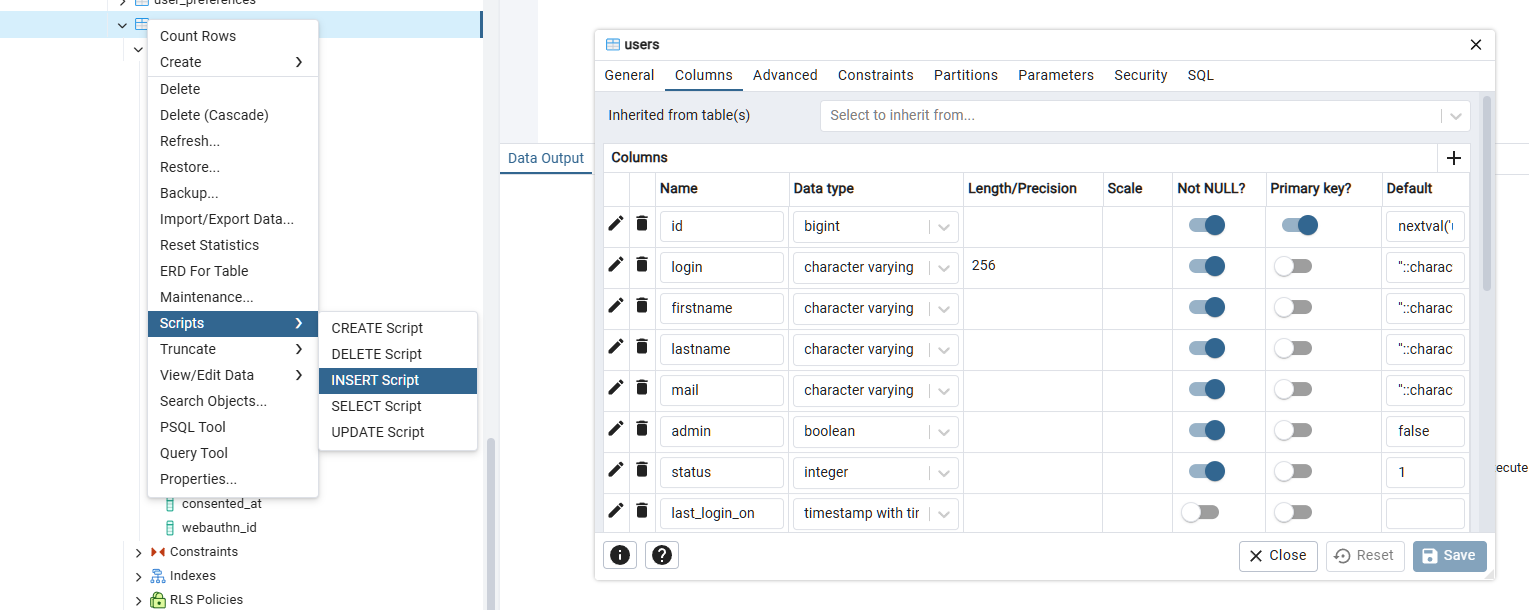 user_preferences
Count Rows
Create
Delete
Delete (Cascade)
Refresh...
Restore...
Backup...
Import/Export Data...
Reset Statistics
ERD For Table
Maintenance...
Scripts
Truncate
View/Edit Data
Search Objects...
PSQL Tool
Query Tool
Properties...
CREATE Script
DELETE Script
INSERT Script
SELECT Script
UPDATE Script
consented_at
webauthn_id
Constraints
Indexes
RLS Policies
Data Output
users
General Columns Advanced Constraints Partitions Parameters Security SQL
Inherited from table(s) Select to inherit from...
Columns
Name Data type Length/Precision Scale Not NULL? Primary key? Default
id bigint nextval('
login character varying 256 "::charac
firstname character varying "::charac
lastname character varying "::charac
mail character varying "::charac
admin boolean false
status integer 1
last_login_on timestamp with tir
Close Reset Save
ecute